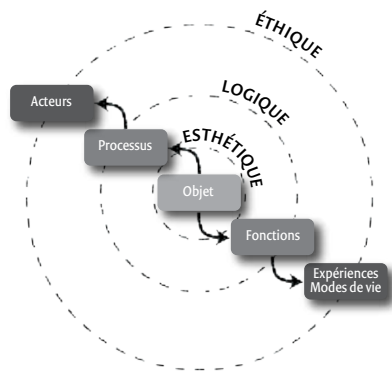 ÉTHIQUE
LOGIQUE
ESTHÉTIQUE
Acteurs
Processus
Objet
Fonctions
Expériences
Modes de vie